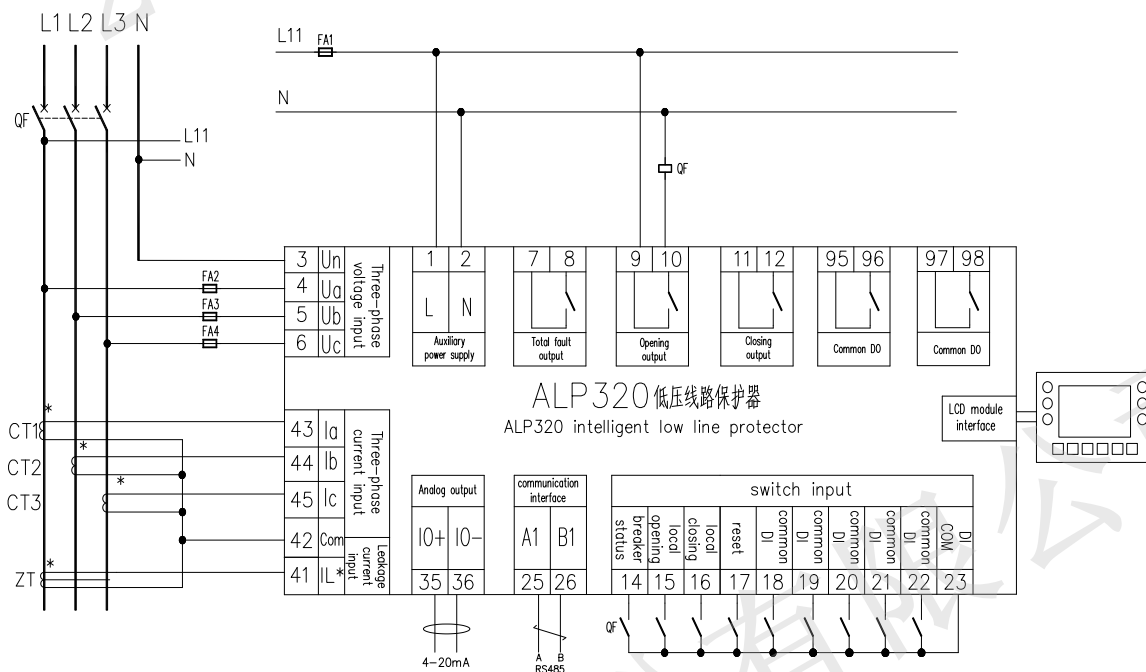 L1 L2 L3 N
L11
FA1
N
QF
L11
N
QF
3 Un
4 Ua
5 Ub
6 Uc
Three-phase
voltage input
FA2
FA3
FA4
1 2
L N
Auxiliary
power supply
7 8
Total fault
output
9 10
Opening
output
11 12
Closing
output
95 96
Common DO
97 98
Common DO
ALP320低压线路保护器
ALP320 intelligent low line protector
LCD module
interface
*
CT1
*
CT2
*
CT3
*
ZT
43 Ia
44 Ib
45 Ic
42 Com
41 IL*
Three-phase
current input
Leakage
current
input
Analog output
IO+ IO-
35 36
4-20mA
communication
interface
A1 B1
25 26
A B
RS485
switch input
breaker
status
local
opening
local
closing
reset
common
DI
common
DI
common
DI
common
DI
common
DI
DI
COM
14 15 16 17 18 19 20 21 22 23
QF
有限公司